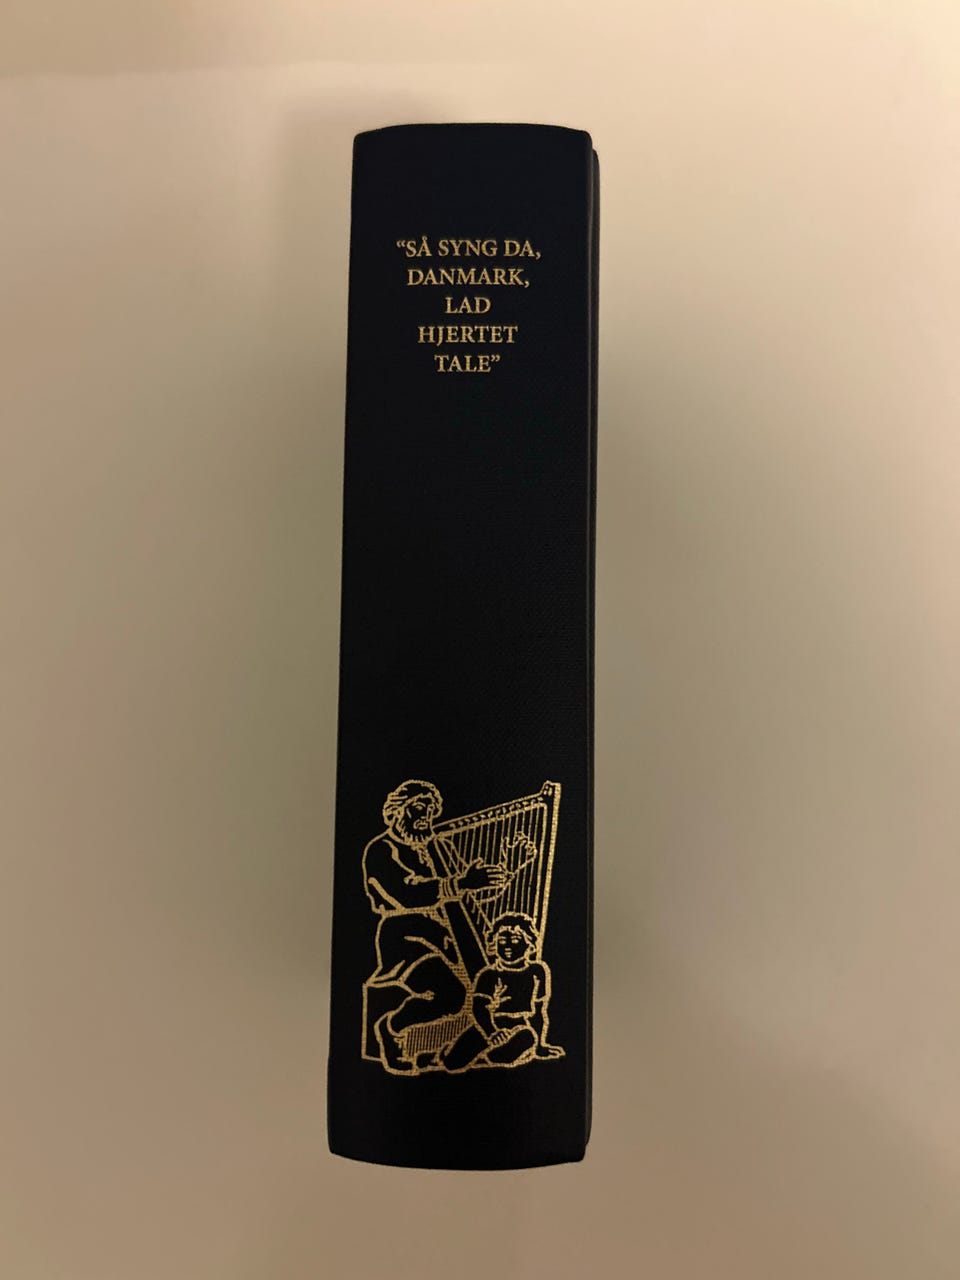 “SÅ SYNG DA,
DANMARK,
LAD
HJERTET
TALE”